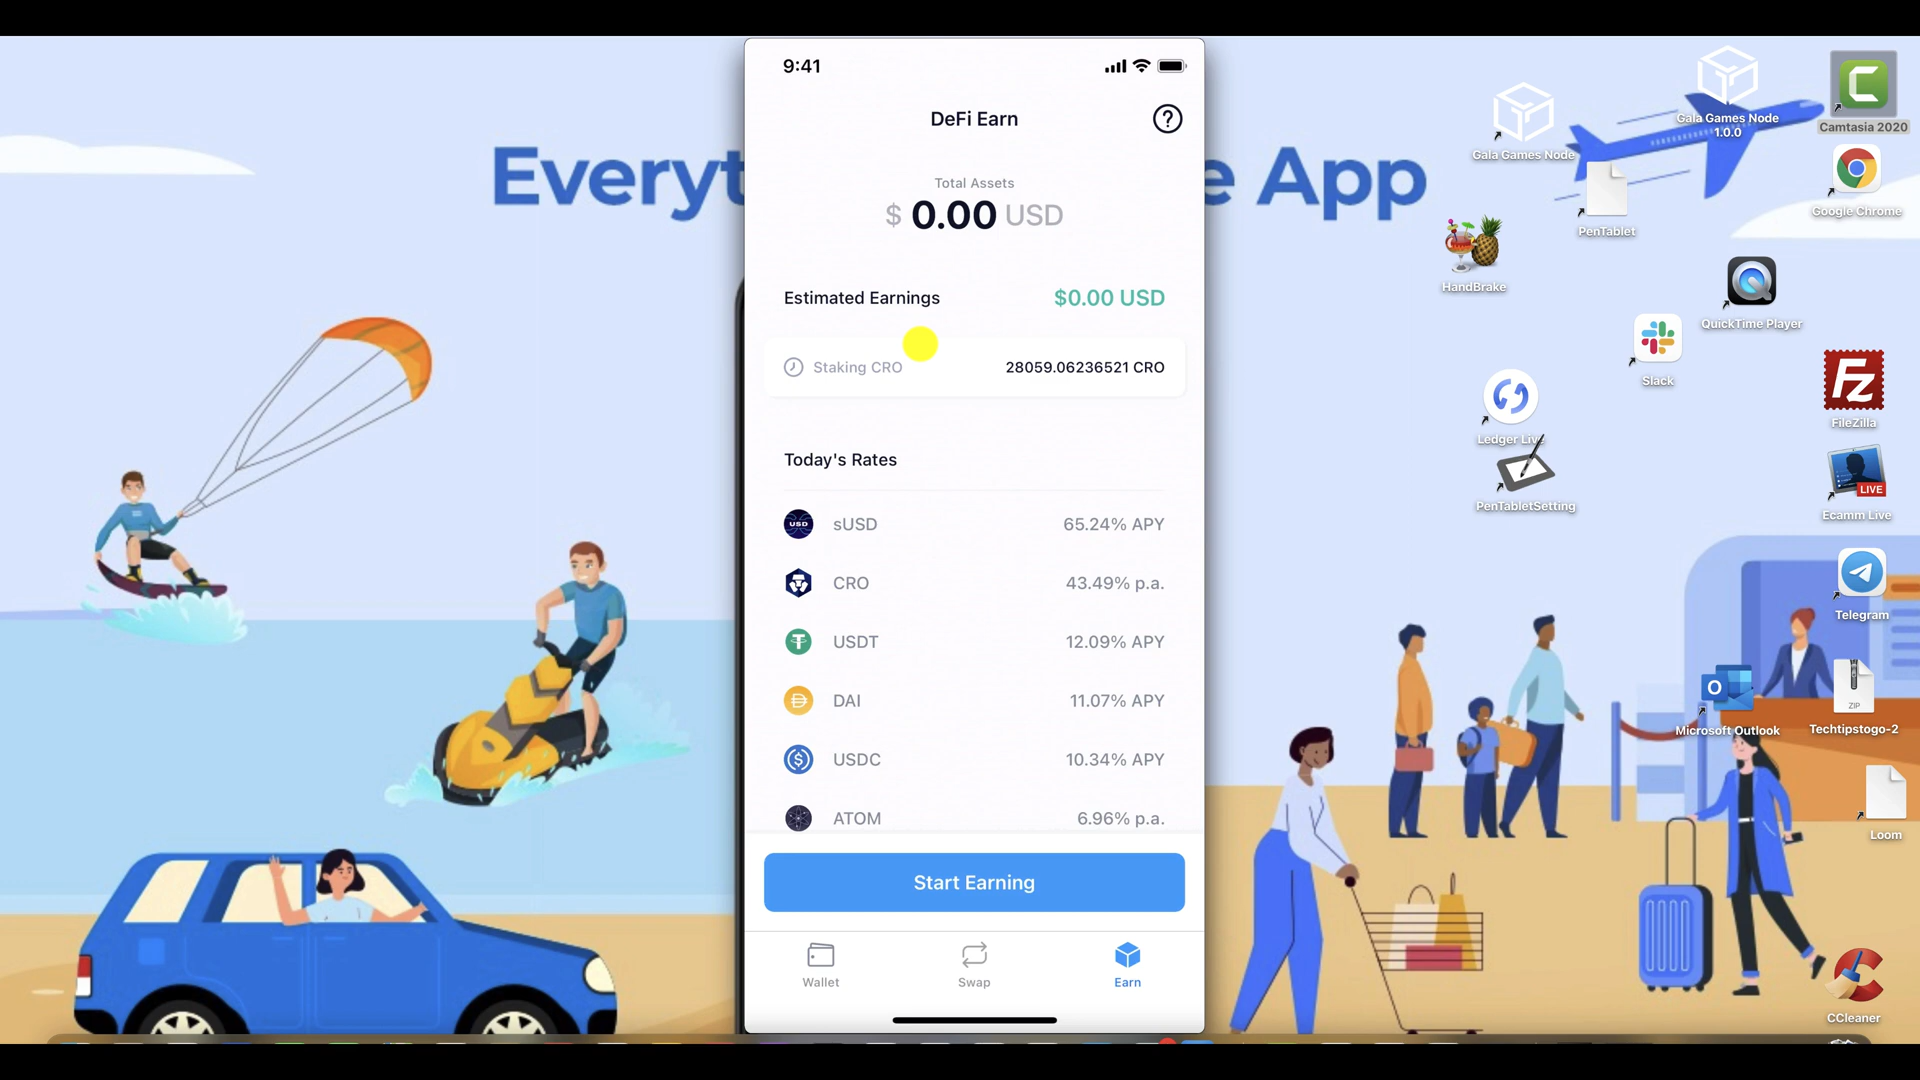 Everyt
e App
9:41
DeFi Earn
?
Total Assets
$ 0.00 USD
Estimated Earnings $0.00 USD
Staking CRO 28059.06236521 CRO
Today's Rates
USD sUSD 65.24% APY
CRO 43.49% p.a.
USDT 12.09% APY
DAI 11.07% APY
USDC 10.34% APY
ATOM 6.96% p.a.
Start Earning
Wallet Swap Earn
Gala Games Node
Gala Games Node
1.0.0
Camtasia 2020
Google Chrome
PenTablet
HandBrake
QuickTime Player
Slack
Fz
FileZilla
Ledger Live
PenTabletSetting
LIVE
Ecamm Live
Telegram
Microsoft Outlook
ZIP
Techtipstogo-2
Loom
CCleaner